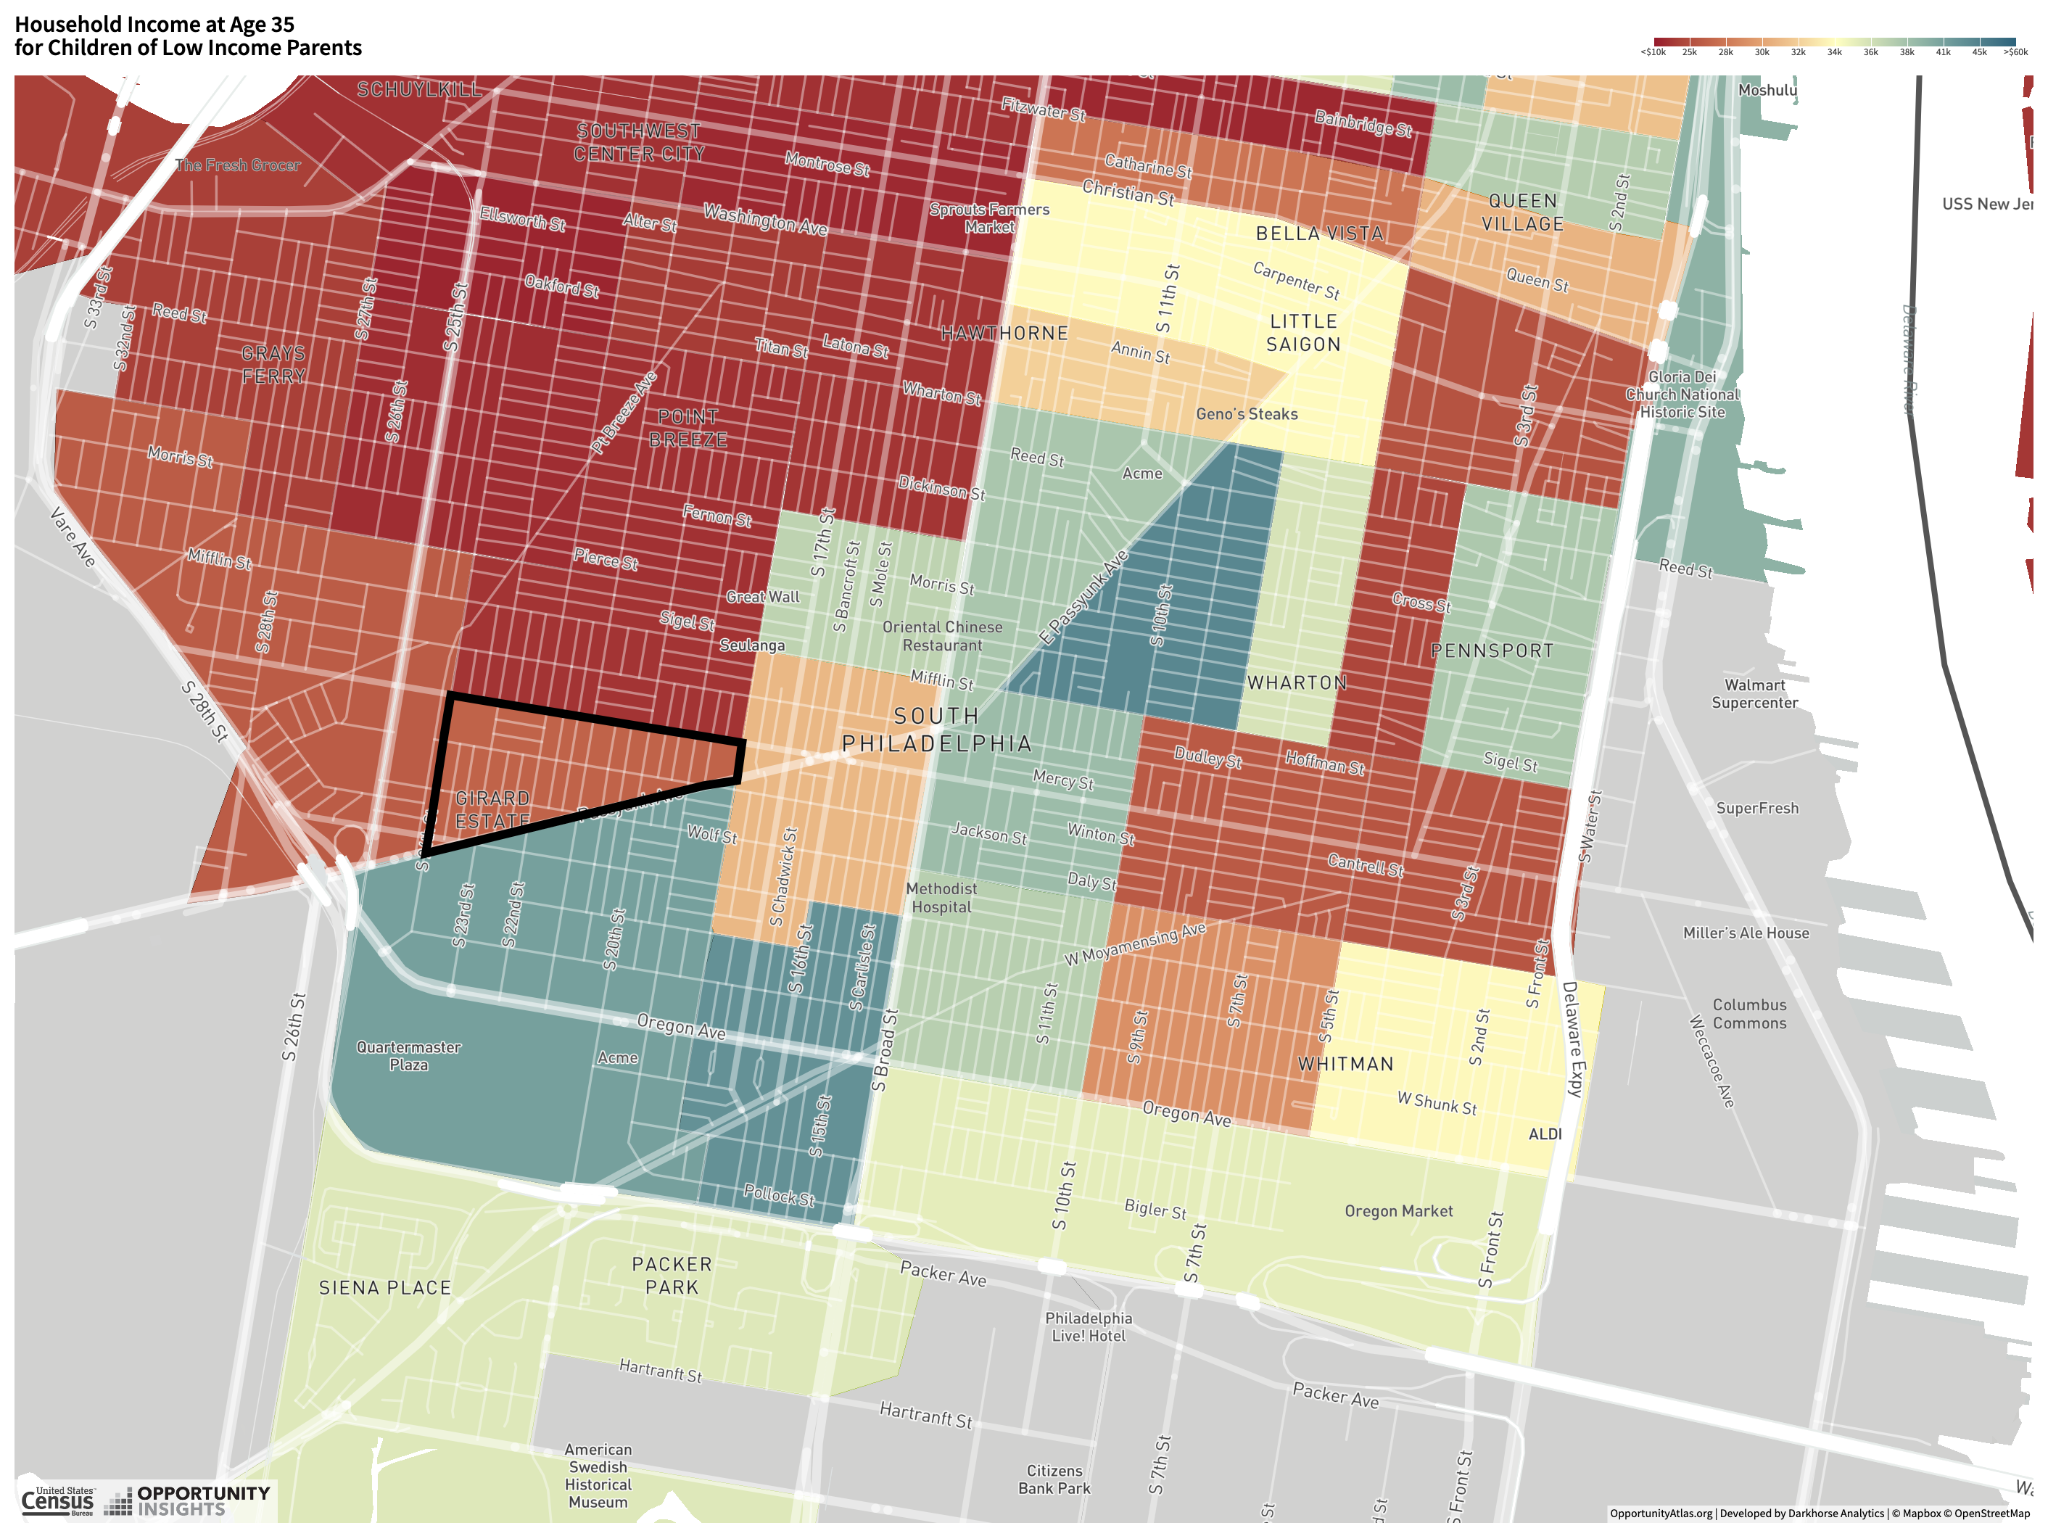 Household Income at Age 35
for Children of Low Income Parents
<$10k 25k 28k 30k 32k 34k 36k 38k 41k 45k >$60k
SCHUYLKILL
Moshulu
Fitzwater St
Bainbridge St
SOUTHWEST
CENTER CITY
The Fresh Grocer
Montrose St
Catharine St
Christian St
QUEEN
VILLAGE
S 2nd St
USS New Jer
Ellsworth St
Alter St
Washington Ave
Sprouts Farmers
Market
BELLA VISTA
Oakford St
Carpenter St
Queen St
S 33rd St
S 32nd St
Reed St
S 27th St
S 25th St
S 11th St
HAWTHORNE
LITTLE
SAIGON
Delaware River
GRAYS
FERRY
Titan St
Latona St
Annin St
Wharton St
Gloria Dei
Church National
Historic Site
S 26th St
Pt Breeze Ave
POINT
BREEZE
Geno's Steaks
S 3rd St
Morris St
Reed St
Acme
Dickinson St
Vare Ave
Fernon St
S 17th St
S Bancroft St
S Mole St
Mifflin St
Pierce St
Morris St
E Passyunk Ave
Reed St
S 28th St
Great Wall
S 10th St
Cross St
Sigel St
Oriental Chinese
Restaurant
Seulanga
PENNSPORT
S 28th St
Mifflin St
WHARTON
Walmart
Supercenter
SOUTH
PHILADELPHIA
Dudley St
Hoffman St
Sigel St
Mercy St
GIRARD
ESTATE
SuperFresh
Wolf St
S Chadwick St
Jackson St
Winton St
S Water St
Cantrell St
Daly St
Methodist
Hospital
S 3rd St
S 23rd St
S 22nd St
S 20th St
S 16th St
S Carlisle St
W Moyamensing Ave
Miller's Ale House
S Front St
S 26th St
Oregon Ave
S 11th St
S 9th St
S 7th St
S 5th St
S 2nd St
Delaware Expy
Columbus
Commons
Weccacoe Ave
Quartermaster
Plaza
Acme
S Broad St
WHITMAN
S 15th St
Oregon Ave
W Shunk St
ALDI
Pollock St
S 10th St
Bigler St
Oregon Market
S 7th St
S Front St
SIENA PLACE
PACKER
PARK
Packer Ave
Philadelphia
Live! Hotel
Hartranft St
Packer Ave
Hartranft St
American
Swedish
Historical
Museum
Citizens
Bank Park
S 7th St
S Front St
United States
Census
Bureau
OPPORTUNITY
INSIGHTS
OpportunityAtlas.org | Developed by Darkhorse Analytics | © Mapbox © OpenStreetMap